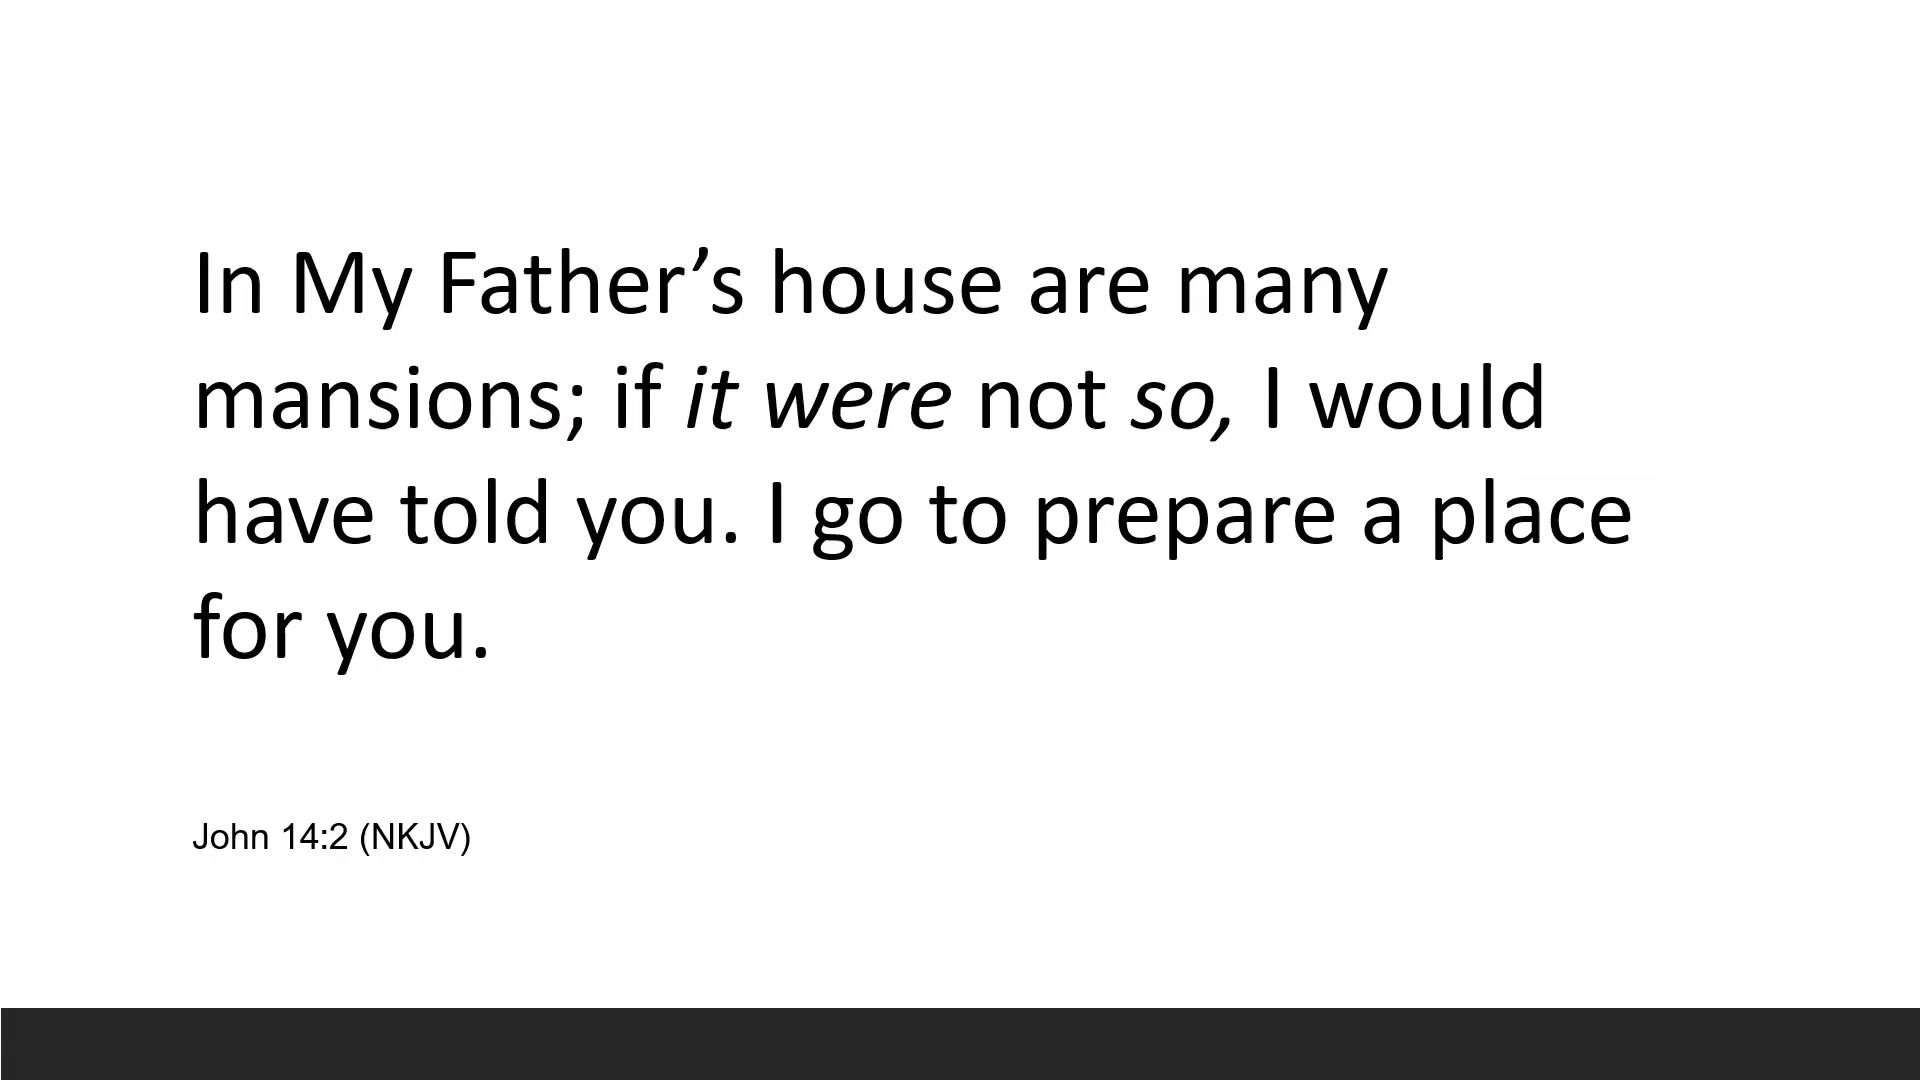 In My Father’s house are many
mansions; if it were not so, I would
have told you. I go to prepare a place
for you.
John 14:2 (NKJV)